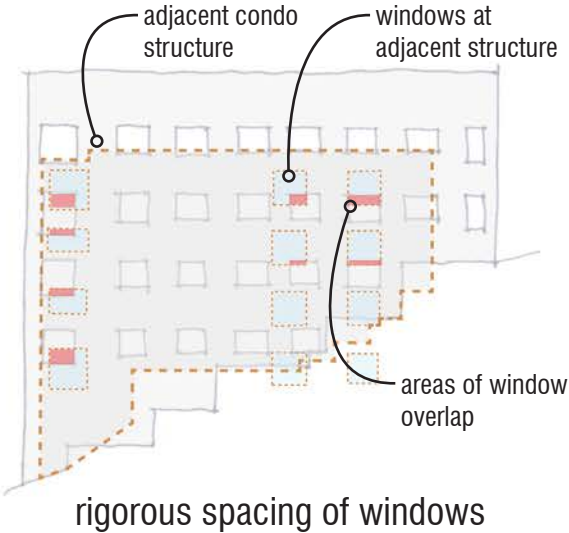 adjacent condo
structure
windows at
adjacent structure
areas of window
overlap
rigorous spacing of windows